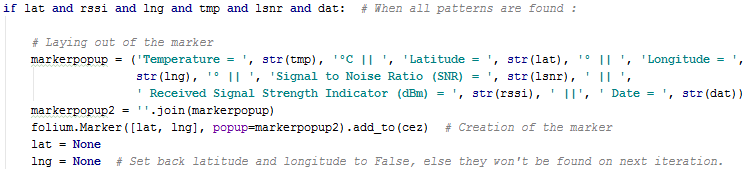 if lat and rssi and lng and tmp and lsnr and dat:  # When all patterns are found :
# Laying out of the marker
markerpopup = ('Temperature = ', str(tmp), '°C || ', 'Latitude = ', str(lat), '° || ', 'Longitude = ',
str(lng), '° || ', 'Signal to Noise Ratio (SNR) = ', str(lsnr), ' || ',
' Received Signal Strength Indicator (dBm) = ', str(rssi), ' ||', ' Date = ', str(dat))
markerpopup2 = ''.join(markerpopup)
folium.Marker([lat, lng], popup=markerpopup2).add_to(cez)  # Creation of the marker
lat = None
lng = None  # Set back latitude and longitude to False, else they won't be found on next iteration.